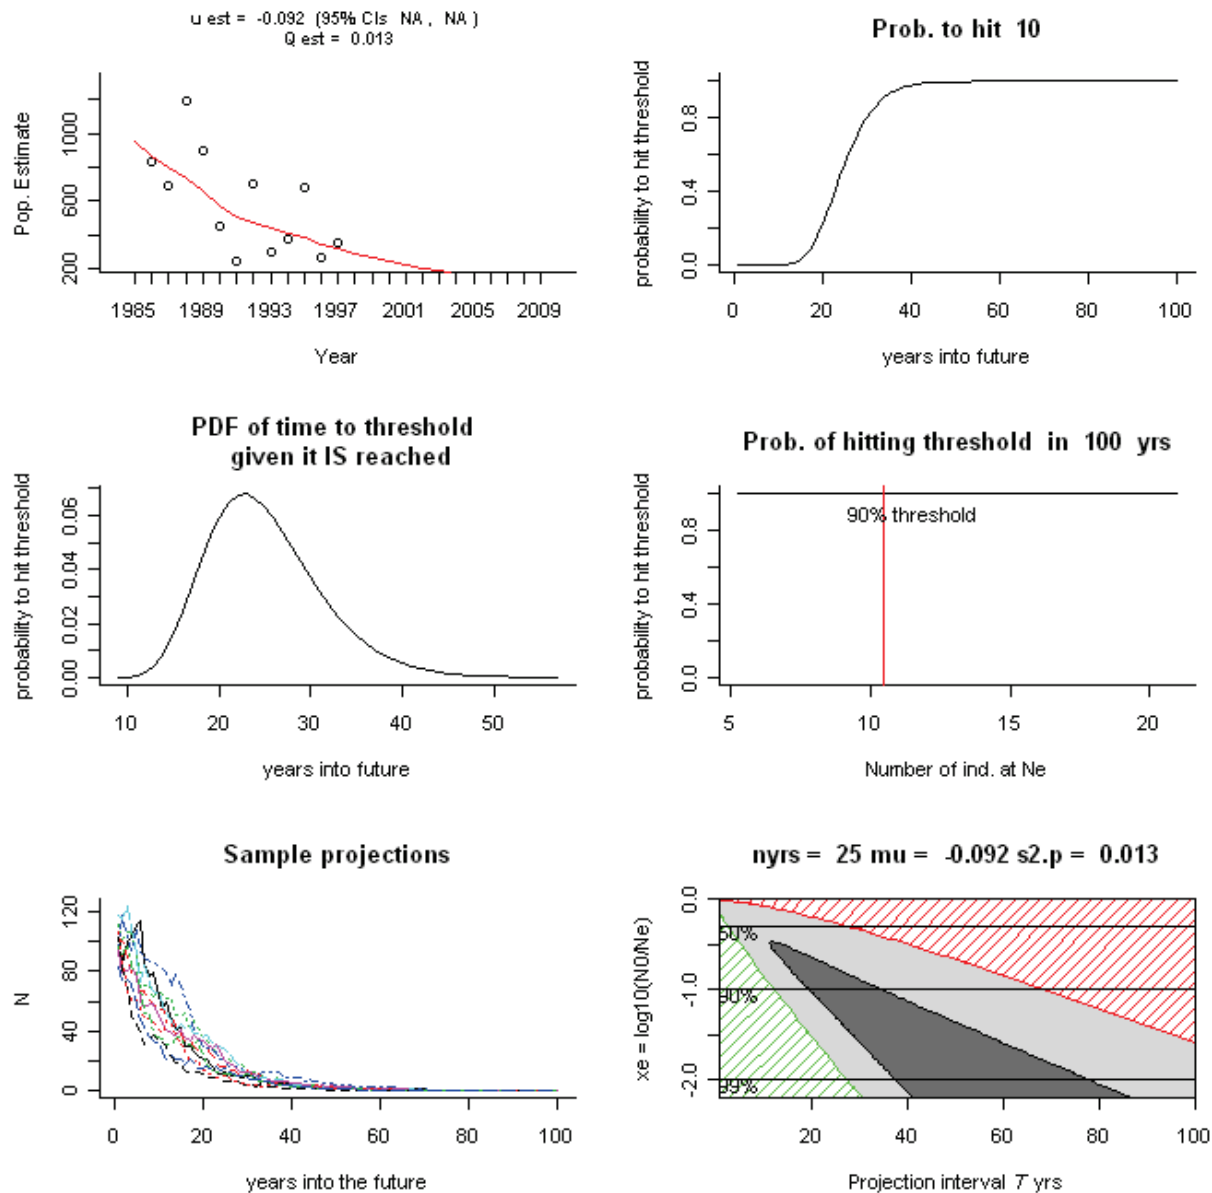 u est = -0.092 (95% CIs NA , NA )
Q est = 0.013
Pop. Estimate
1000
600
200
1985 1989 1993 1997 2001 2005 2009
Year
Prob. to hit 10
probability to hit threshold
0.8
0.4
0.0
0 20 40 60 80 100
years into future
PDF of time to threshold
given it IS reached
probability to hit threshold
0.06
0.04
0.02
0.00
10 20 30 40 50
years into future
Prob. of hitting threshold in 100 yrs
probability to hit threshold
0.8
0.4
0.0
90% threshold
5 10 15 20
Number of ind. at Ne
Sample projections
N
120
80
40
0
0 20 40 60 80 100
years into the future
nyrs = 25 mu = -0.092 s2.p = 0.013
xe = log10(N0/Ne)
0.0
-1.0
-2.0
50%
90%
99%
20 40 60 80 100
Projection interval T yrs